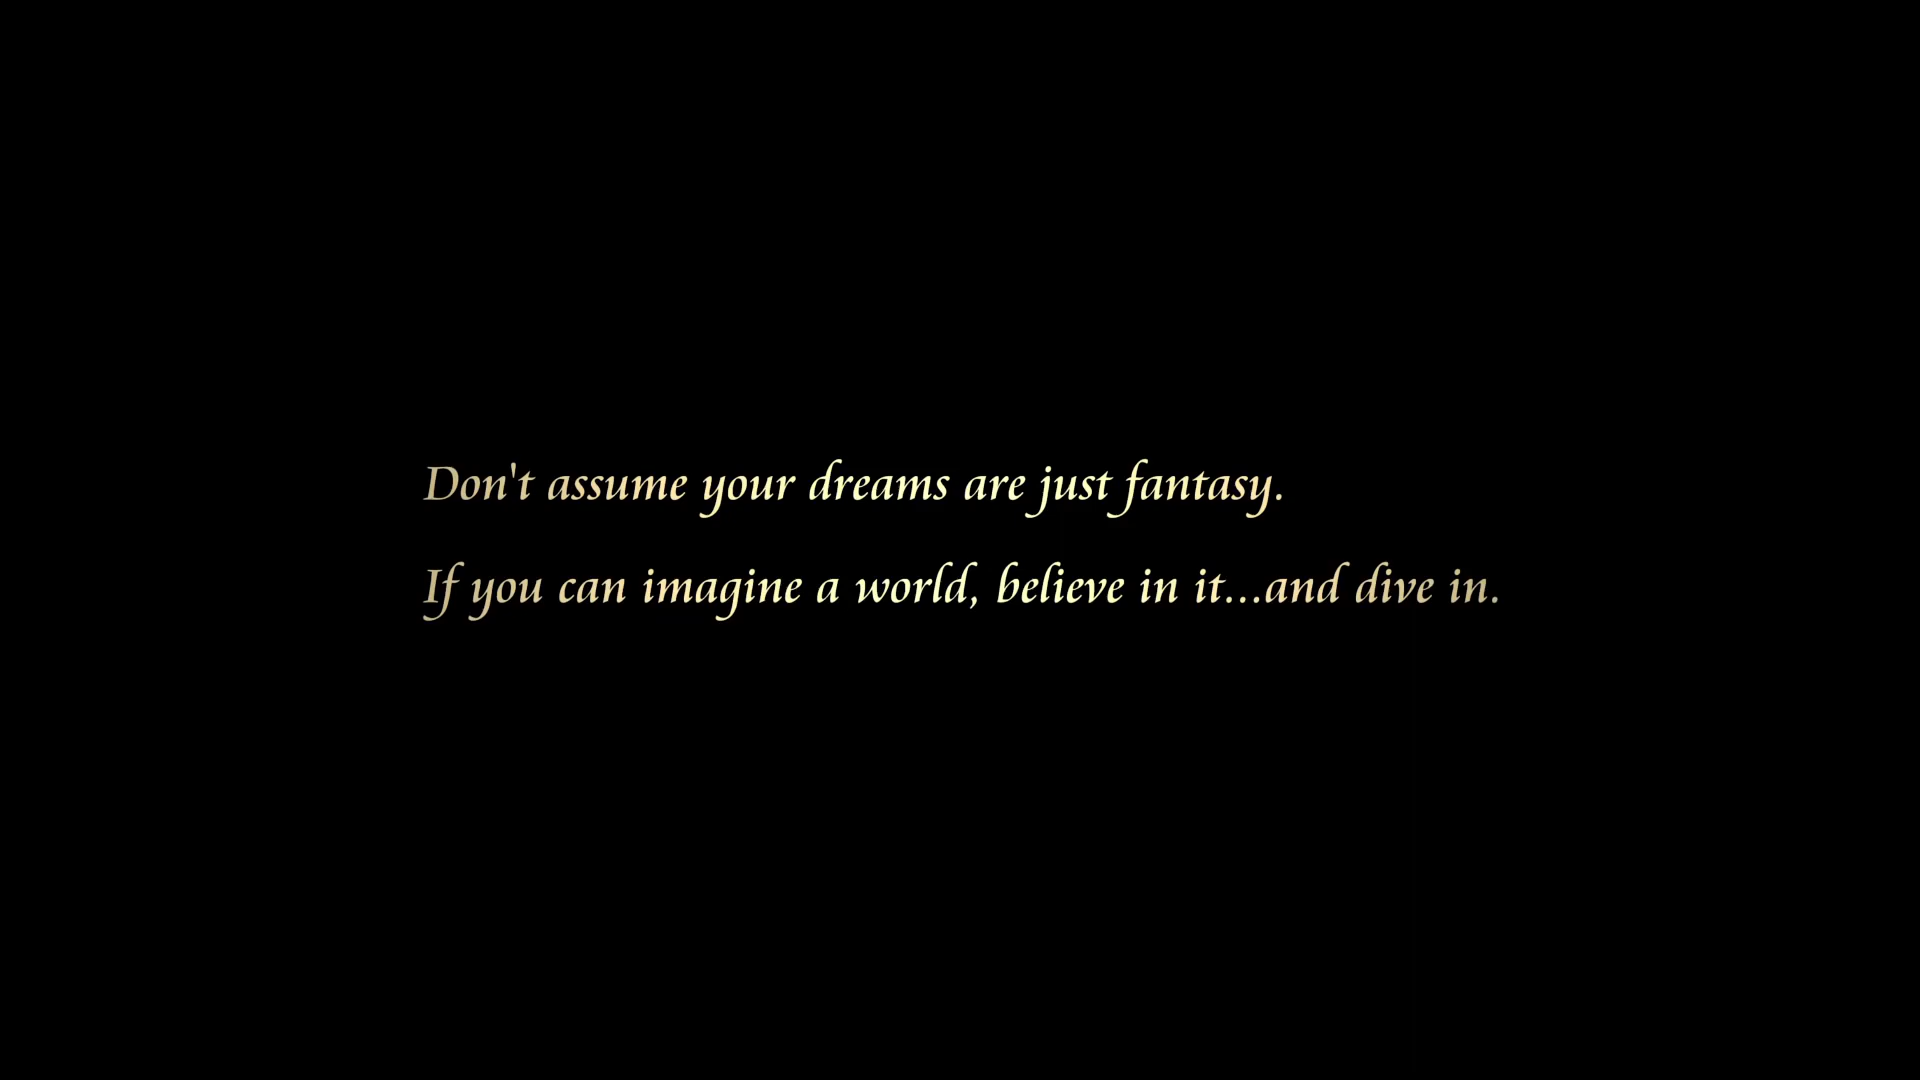 Don't assume your dreams are just fantasy.
If you can imagine a world, believe in it...and dive in.